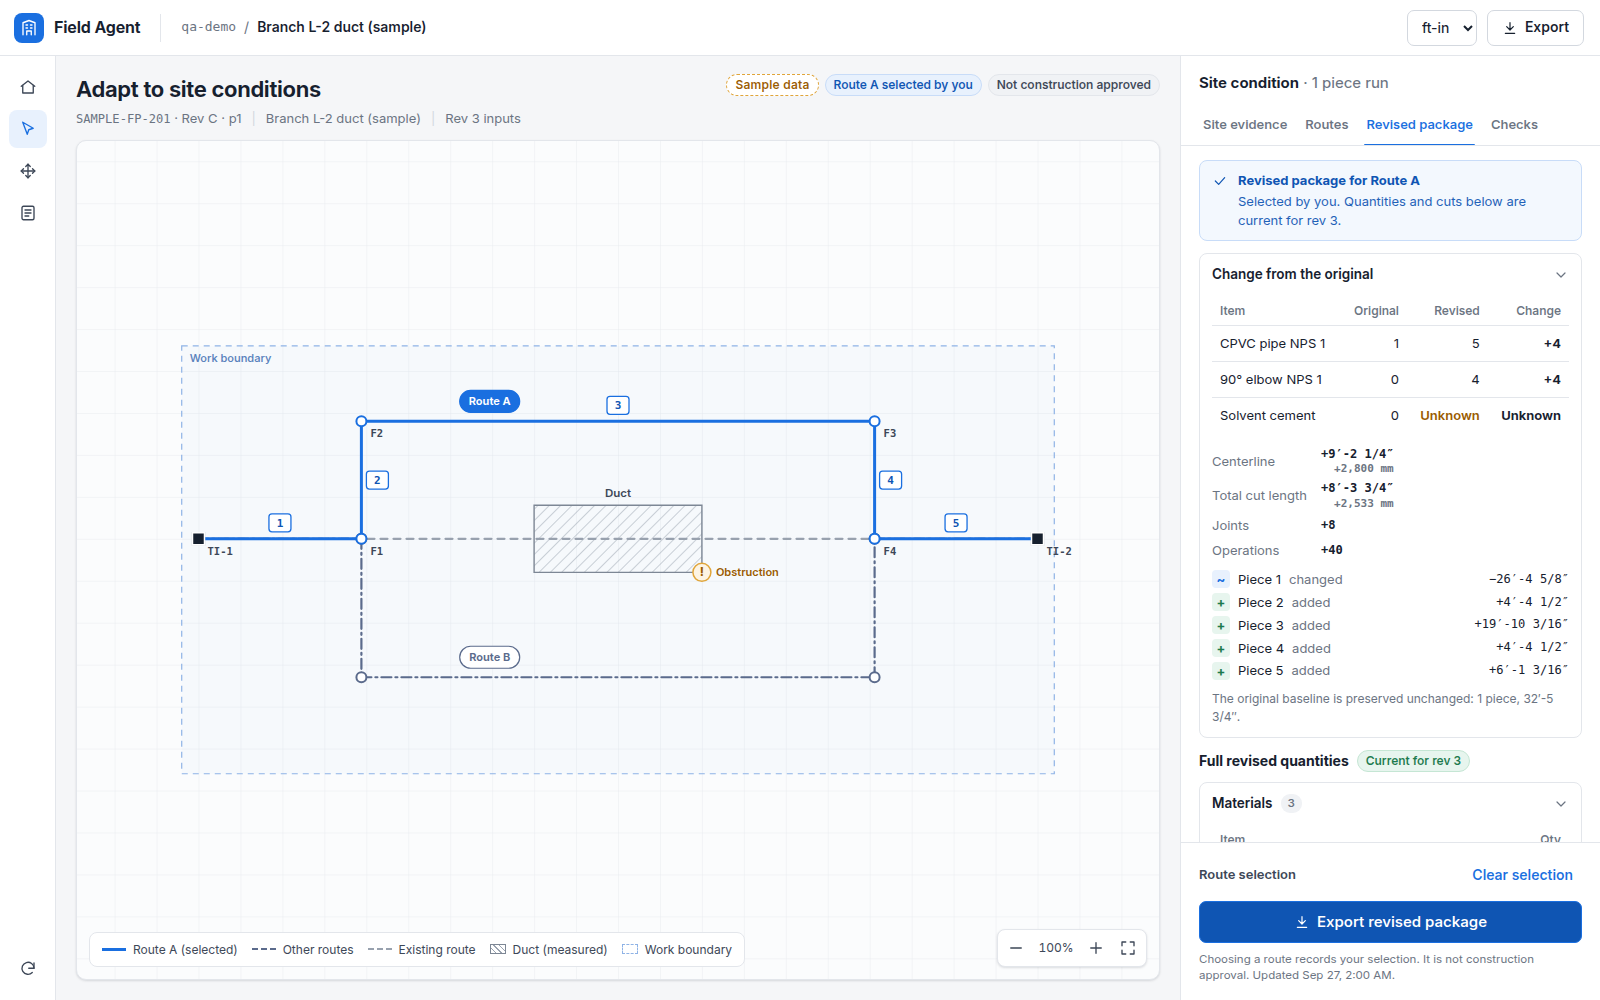 Field Agent
qa-demo / Branch L-2 duct (sample)
ft-in
Export
Adapt to site conditions
Sample data
Route A selected by you
Not construction approved
SAMPLE-FP-201 · Rev C · p1 | Branch L-2 duct (sample) | Rev 3 inputs
Work boundary
Route A
3
F2
F3
2
4
Duct
1
5
TI-1
F1
F4
TI-2
! Obstruction
Route B
Route A (selected)
Other routes
Existing route
Duct (measured)
Work boundary
100%
Site condition · 1 piece run
Site evidence
Routes
Revised package
Checks
Revised package for Route A
Selected by you. Quantities and cuts below are
current for rev 3.
Change from the original
Item Original Revised Change
CPVC pipe NPS 1 1 5 +4
90° elbow NPS 1 0 4 +4
Solvent cement 0 Unknown Unknown
Centerline +9′-2 1/4″
+2,800 mm
Total cut length +8′-3 3/4″
+2,533 mm
Joints +8
Operations +40
~ Piece 1 changed −26′-4 5/8″
+ Piece 2 added +4′-4 1/2″
+ Piece 3 added +19′-10 3/16″
+ Piece 4 added +4′-4 1/2″
+ Piece 5 added +6′-1 3/16″
The original baseline is preserved unchanged: 1 piece, 32′-5
3/4″.
Full revised quantities
Current for rev 3
Materials 3
Item Qty
Route selection
Clear selection
Export revised package
Choosing a route records your selection. It is not construction
approval. Updated Sep 27, 2:00 AM.